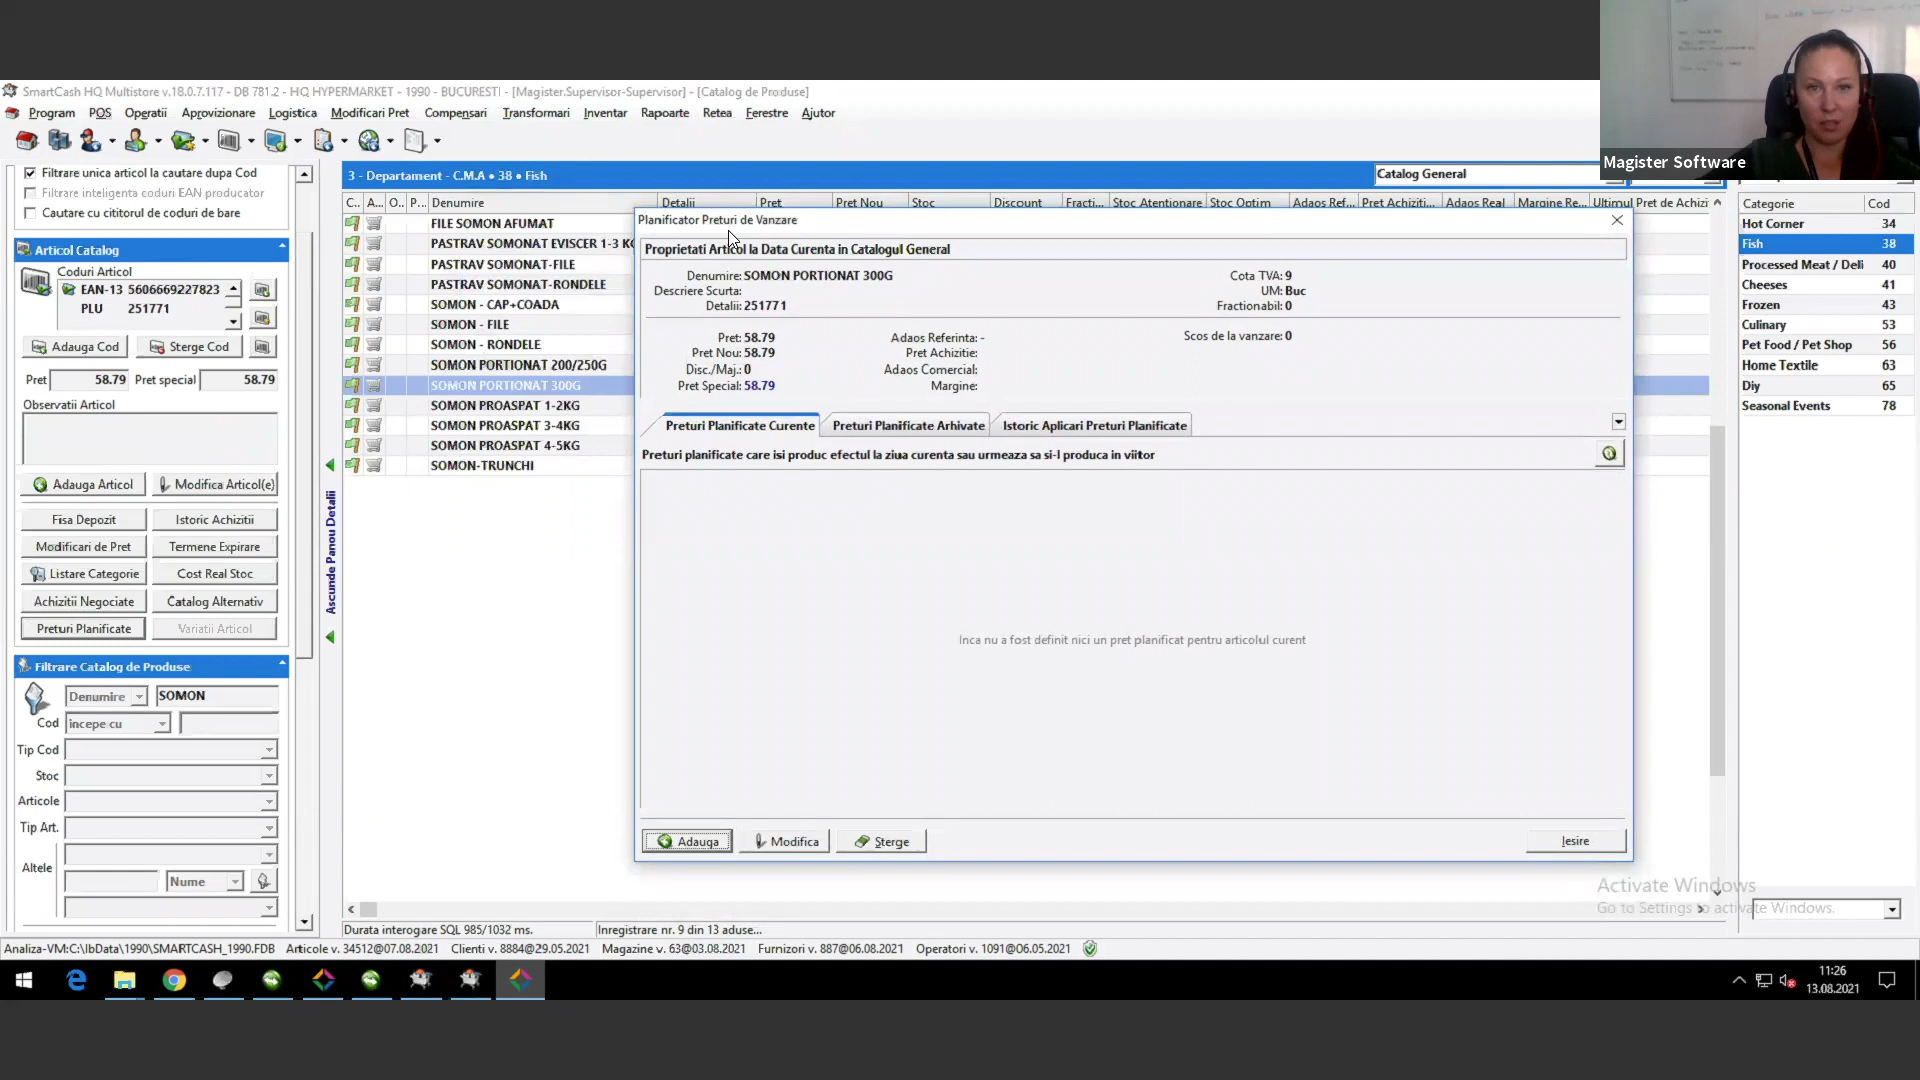 SmartCash HQ Multistore v.18.0.7.117 - DB 781.2 - HQ HYPERMARKET - 1990 - BUCURESTI - [Magister.Supervisor-Supervisor] - [Catalog de Produse]
Program POS Operatii Aprovizionare Logistica Modificari Pret Compensari Transformari Inventar Rapoarte Retea Ferestre Ajutor
Magister Software
Filtrare unica articol la cautare dupa Cod
Filtrare inteligenta coduri EAN producator
Cautare cu cititorul de coduri de bare
3 - Departament - C.M.A • 38 • Fish
Catalog General
C.. A... O.. P... Denumire Detalii Pret Pret Nou Stoc Discount Fracti... Stoc Atentionare Stoc Optim Adaos Ref... Pret Achiziti... Adaos Real Margine Re... Ultimul Pret de Achizi
FILE SOMON AFUMAT
PASTRAV SOMONAT EVISCER 1-3 KG
PASTRAV SOMONAT-FILE
PASTRAV SOMONAT-RONDELE
SOMON - CAP+COADA
SOMON - FILE
SOMON - RONDELE
SOMON PORTIONAT 200/250G
SOMON PORTIONAT 300G
SOMON PROASPAT 1-2KG
SOMON PROASPAT 3-4KG
SOMON PROASPAT 4-5KG
SOMON-TRUNCHI
Categorie Cod
Hot Corner 34
Fish 38
Processed Meat / Deli 40
Cheeses 41
Frozen 43
Culinary 53
Pet Food / Pet Shop 56
Home Textile 63
Diy 65
Seasonal Events 78
Articol Catalog
Coduri Articol
EAN-13 5606669227823
PLU 251771
Adauga Cod Sterge Cod
Pret 58.79 Pret special 58.79
Observatii Articol
Adauga Articol Modifica Articol(e)
Fisa Depozit Istoric Achizitii
Modificari de Pret Termene Expirare
Listare Categorie Cost Real Stoc
Achizitii Negociate Catalog Alternativ
Preturi Planificate Variatii Articol
Ascunde Panou Detalii
Filtrare Catalog de Produse
Denumire SOMON
Cod incepe cu
Tip Cod
Stoc
Articole
Tip Art.
Altele
Nume
Planificator Preturi de Vanzare
Proprietati Articol la Data Curenta in Catalogul General
Denumire: SOMON PORTIONAT 300G
Cota TVA: 9
Descriere Scurta:
UM: Buc
Detalii: 251771
Fractionabil: 0
Pret: 58.79
Adaos Referinta: -
Scos de la vanzare: 0
Pret Nou: 58.79
Pret Achizitie:
Disc./Maj.: 0
Adaos Comercial:
Pret Special: 58.79
Margine:
Preturi Planificate Curente Preturi Planificate Arhivate Istoric Aplicari Preturi Planificate
Preturi planificate care isi produc efectul la ziua curenta sau urmeaza sa si-l produca in viitor
Inca nu a fost definit nici un pret planificat pentru articolul curent
Adauga Modifica Sterge Iesire
Activate Windows
Go to Settings to activate Windows.
Durata interogare SQL 985/1032 ms. Inregistrare nr. 9 din 13 aduse...
Analiza-VM:C:\IbData\1990\SMARTCASH_1990.FDB Articole v. 34512@07.08.2021 Clienti v. 8884@29.05.2021 Magazine v. 63@03.08.2021 Furnizori v. 887@06.08.2021 Operatori v. 1091@06.05.2021
11:26
13.08.2021